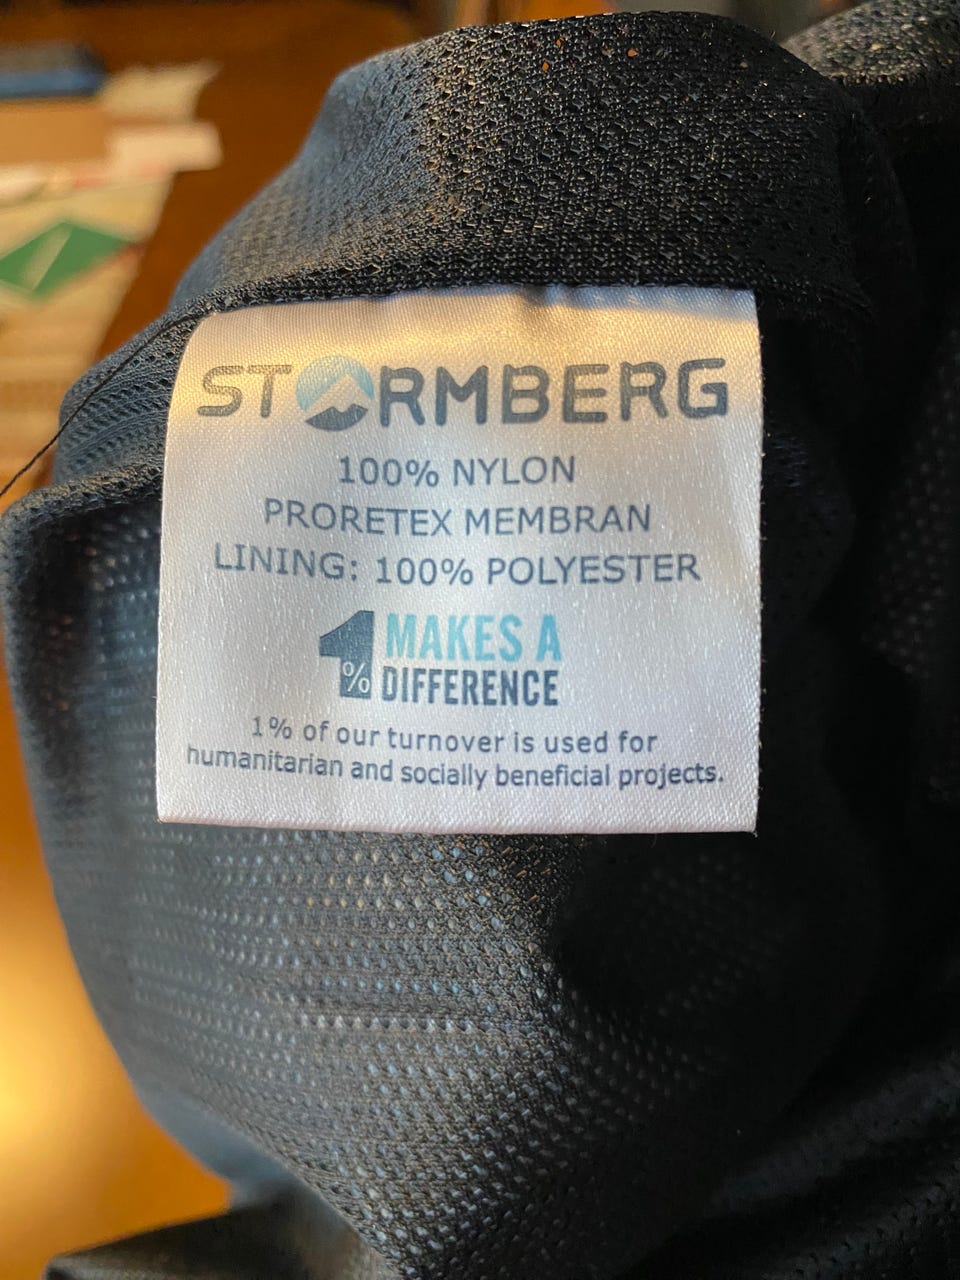 STORMBERG
100% NYLON
PRORETEX MEMBRAN
LINING: 100% POLYESTER
1% MAKES A
DIFFERENCE
1% of our turnover is used for
humanitarian and socially beneficial projects.